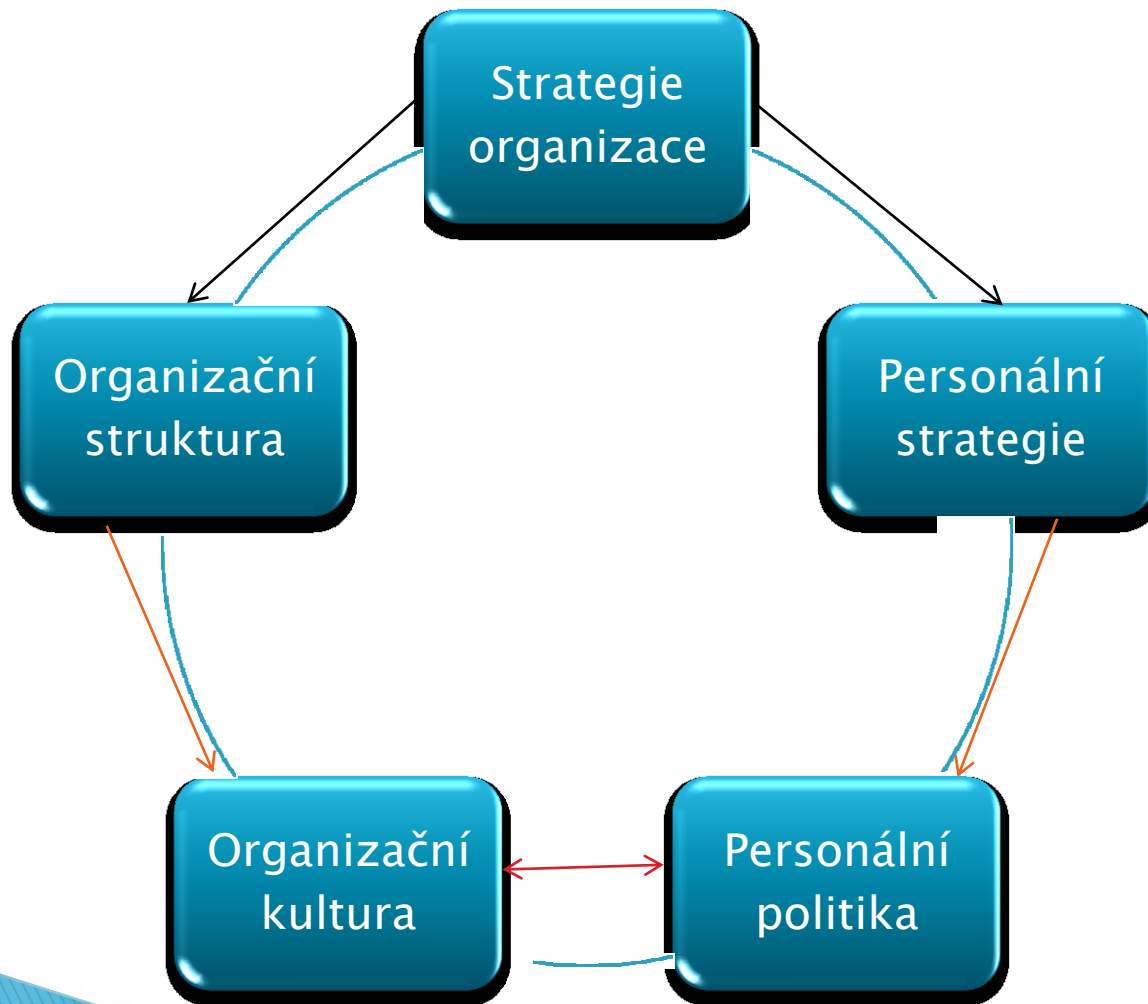 Strategie
organizace
Organizační
struktura
Personální
strategie
Organizační
kultura
Personální
politika